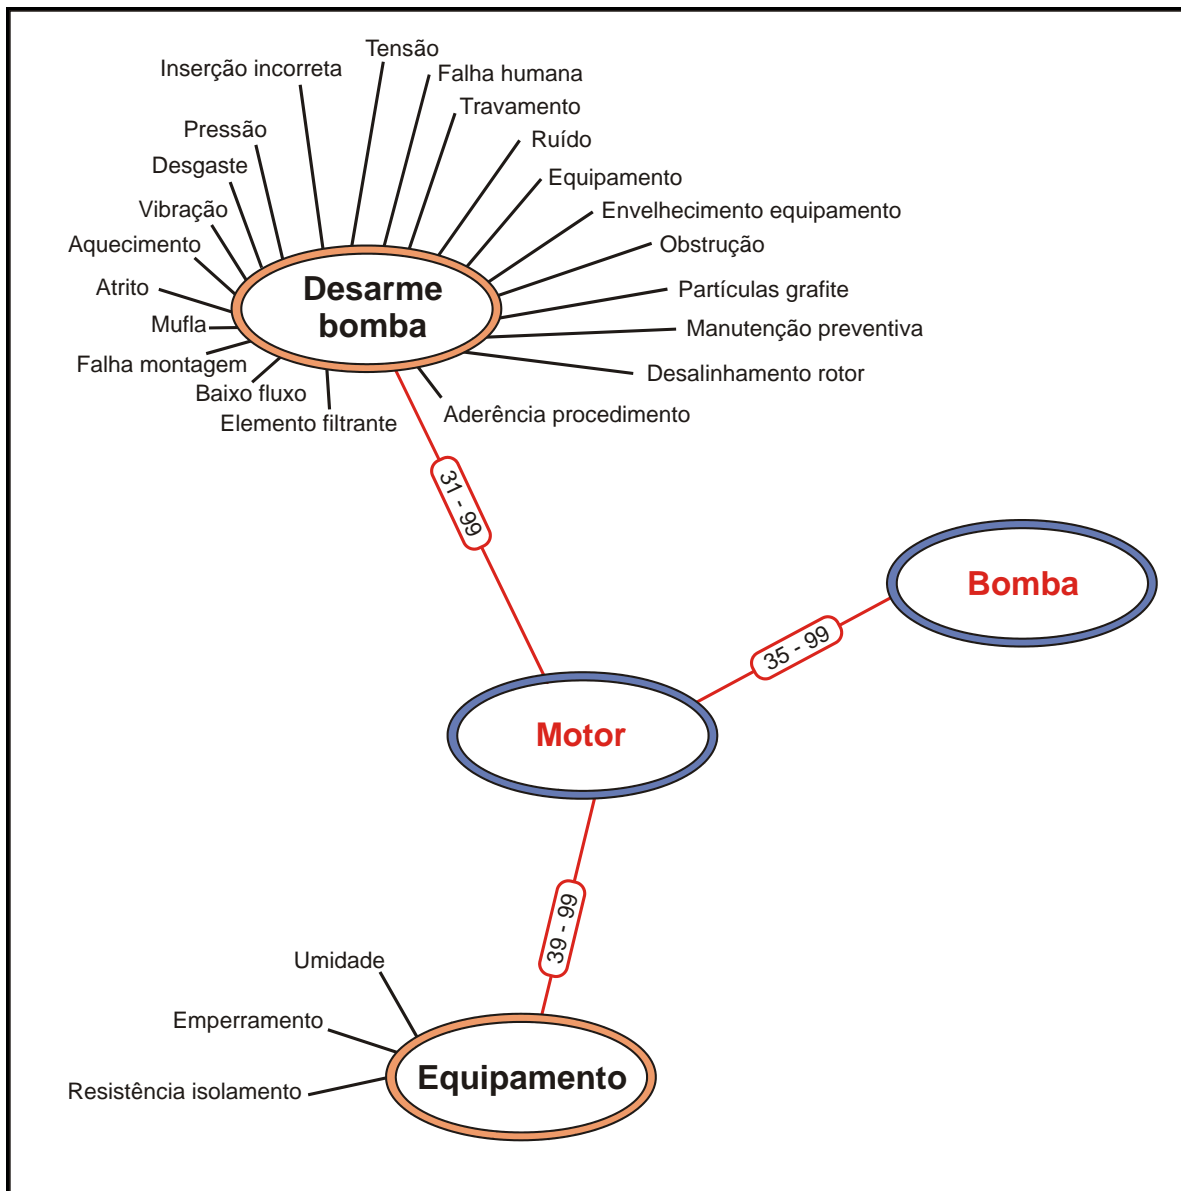 Tensão
Inserção incorreta
Falha humana
Travamento
Pressão
Ruído
Desgaste
Equipamento
Vibração
Envelhecimento equipamento
Aquecimento
Obstrução
Atrito
Desarme
bomba
Partículas grafite
Mufla
Manutenção preventiva
Falha montagem
Desalinhamento rotor
Baixo fluxo
Elemento filtrante
Aderência procedimento
31 - 99
Bomba
35 - 99
Motor
39 - 99
Umidade
Emperramento
Equipamento
Resistência isolamento